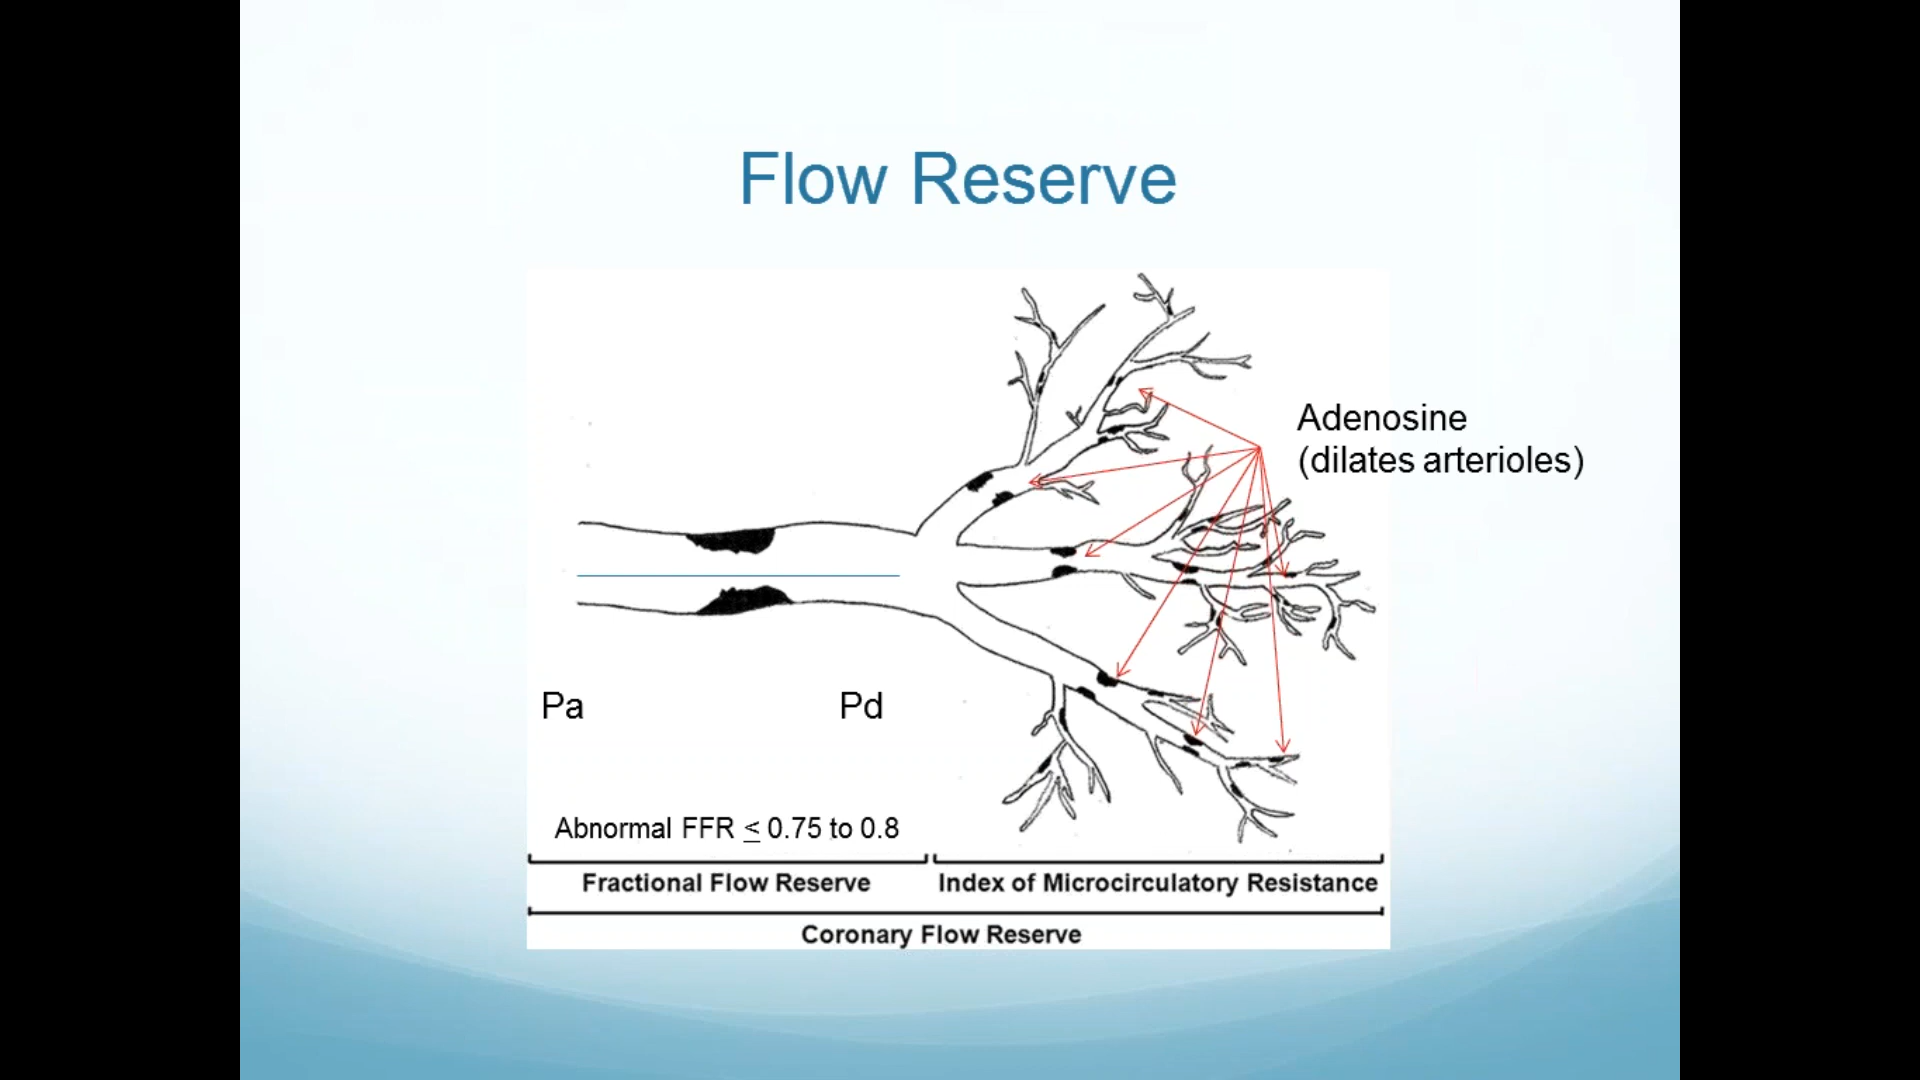 Flow Reserve
Adenosine
(dilates arterioles)
Pa
Pd
Abnormal FFR ≤ 0.75 to 0.8
Fractional Flow Reserve
Index of Microcirculatory Resistance
Coronary Flow Reserve